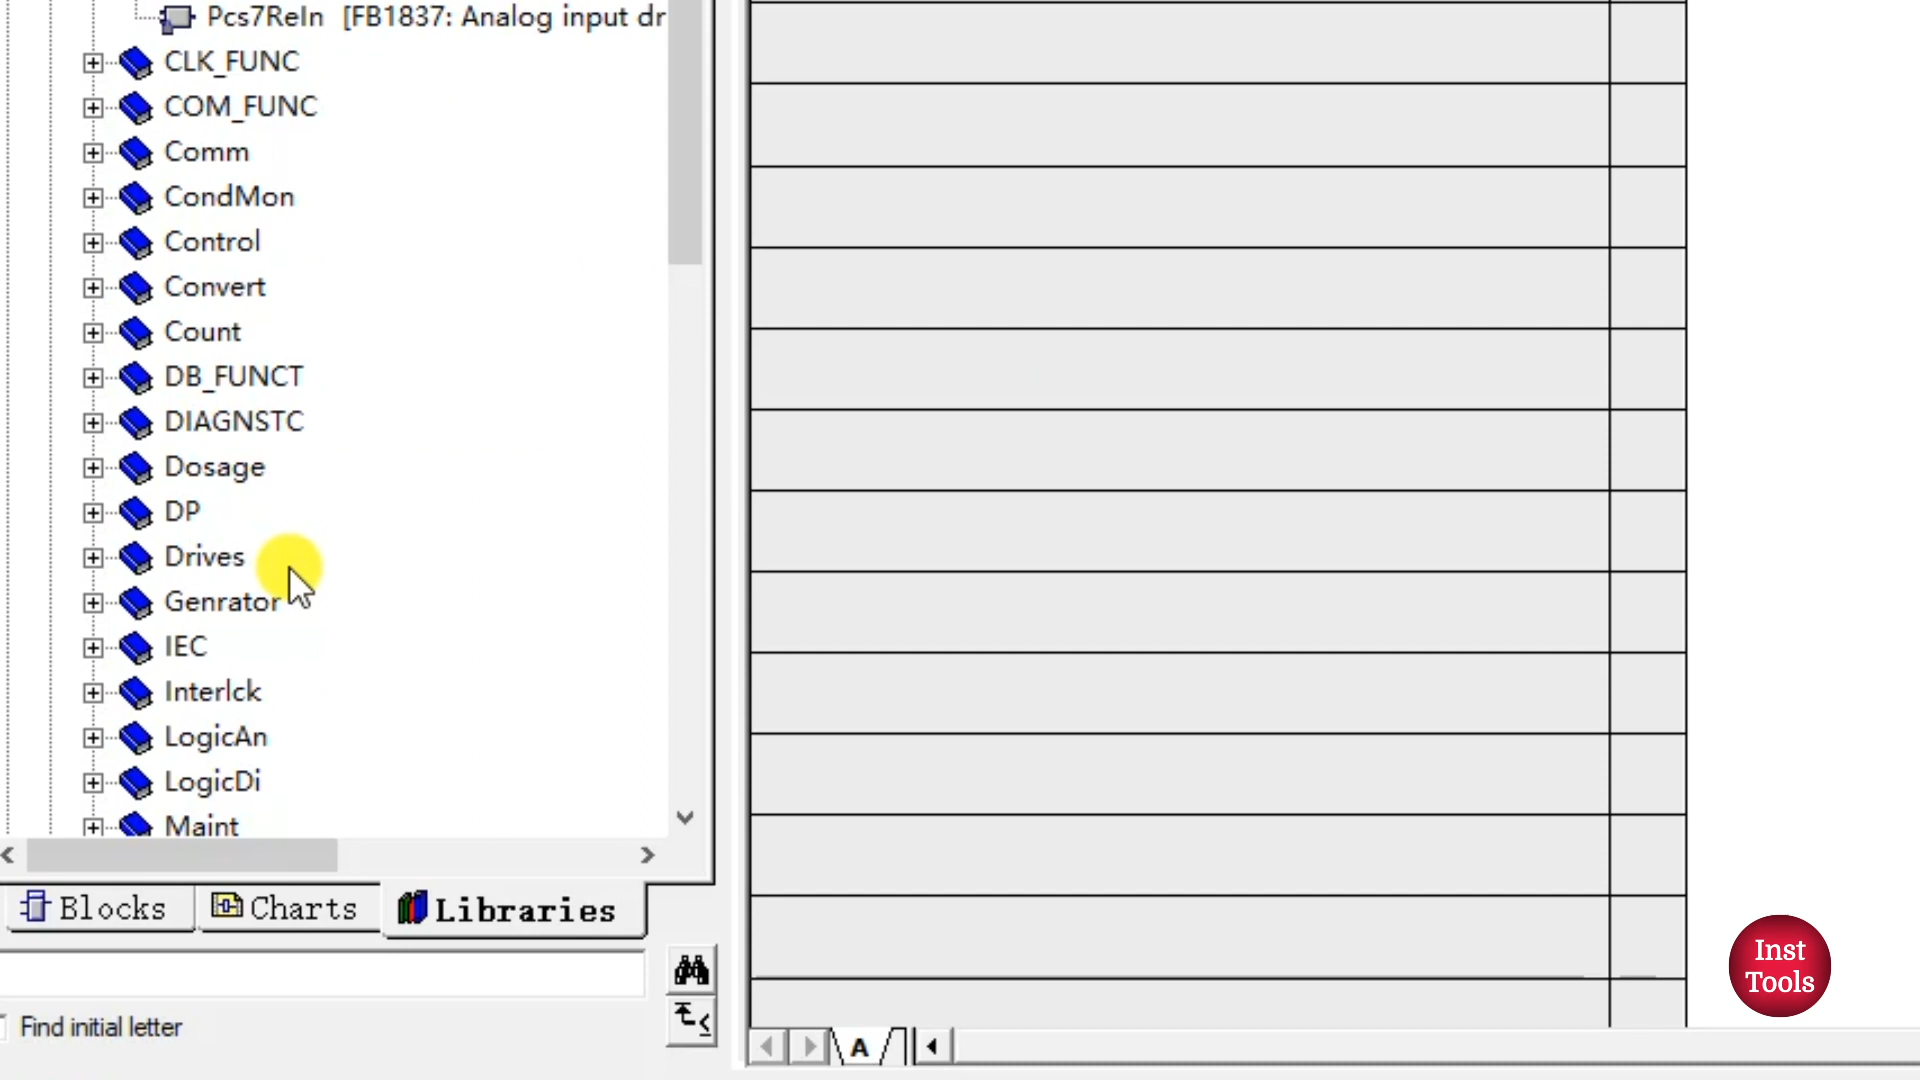 Pcs7ReIn [FB1837: Analog input dr
CLK_FUNC
COM_FUNC
Comm
CondMon
Control
Convert
Count
DB_FUNCT
DIAGNSTC
Dosage
DP
Drives
Genrator
IEC
Interlck
LogicAn
LogicDi
Maint
Blocks Charts Libraries
Find initial letter
A
Inst
Tools